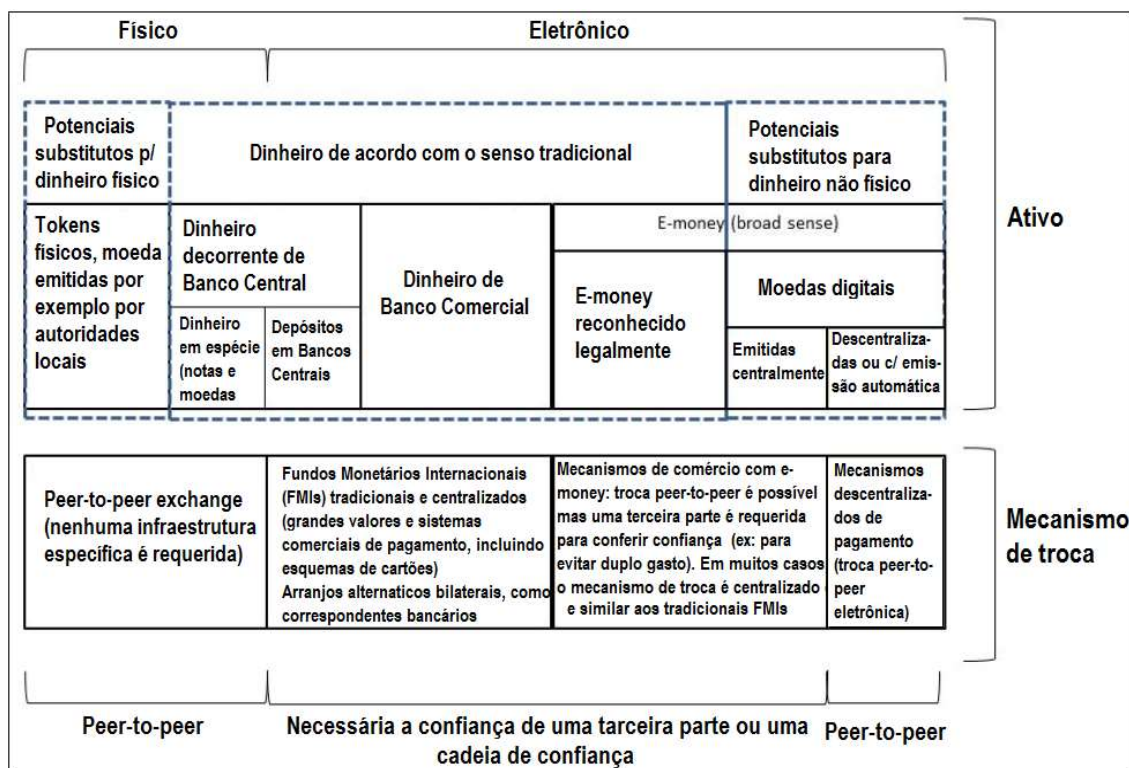 Físico
Eletrônico
Potenciais
substitutos p/
dinheiro físico
Dinheiro de acordo com o senso tradicional
Potenciais
substitutos para
dinheiro não físico
Ativo
Tokens
físicos, moeda
emitidas por
exemplo por
autoridades
locais
Dinheiro
decorrente de
Banco Central
Dinheiro
em espécie
(notas e
moedas
Depósitos
em Bancos
Centrais
Dinheiro de
Banco Comercial
E-money (broad sense)
E-money
reconhecido
legalmente
Moedas digitais
Emitidas
centralmente
Descentraliza-
das ou c/ emis-
são automática
Peer-to-peer exchange
(nenhuma infraestrutura
específica é requerida)
Fundos Monetários Internacionais
(FMIs) tradicionais e centralizados
(grandes valores e sistemas
comerciais de pagamento, incluindo
esquemas de cartões)
Arranjos alternaticos bilaterais, como
correspondentes bancários
Mecanismos de comércio com e-
money: troca peer-to-peer é possível
mas uma terceira parte é requerida
para conferir confiança (ex: para
evitar duplo gasto). Em muitos casos
o mecanismo de troca é centralizado
e similar aos tradicionais FMIs
Mecanismos
descentraliza-
dos de
pagamento
(troca peer-to-
peer
eletrônica)
Mecanismo
de troca
Peer-to-peer
Necessária a confiança de uma tarceira parte ou uma
cadeia de confiança
Peer-to-peer